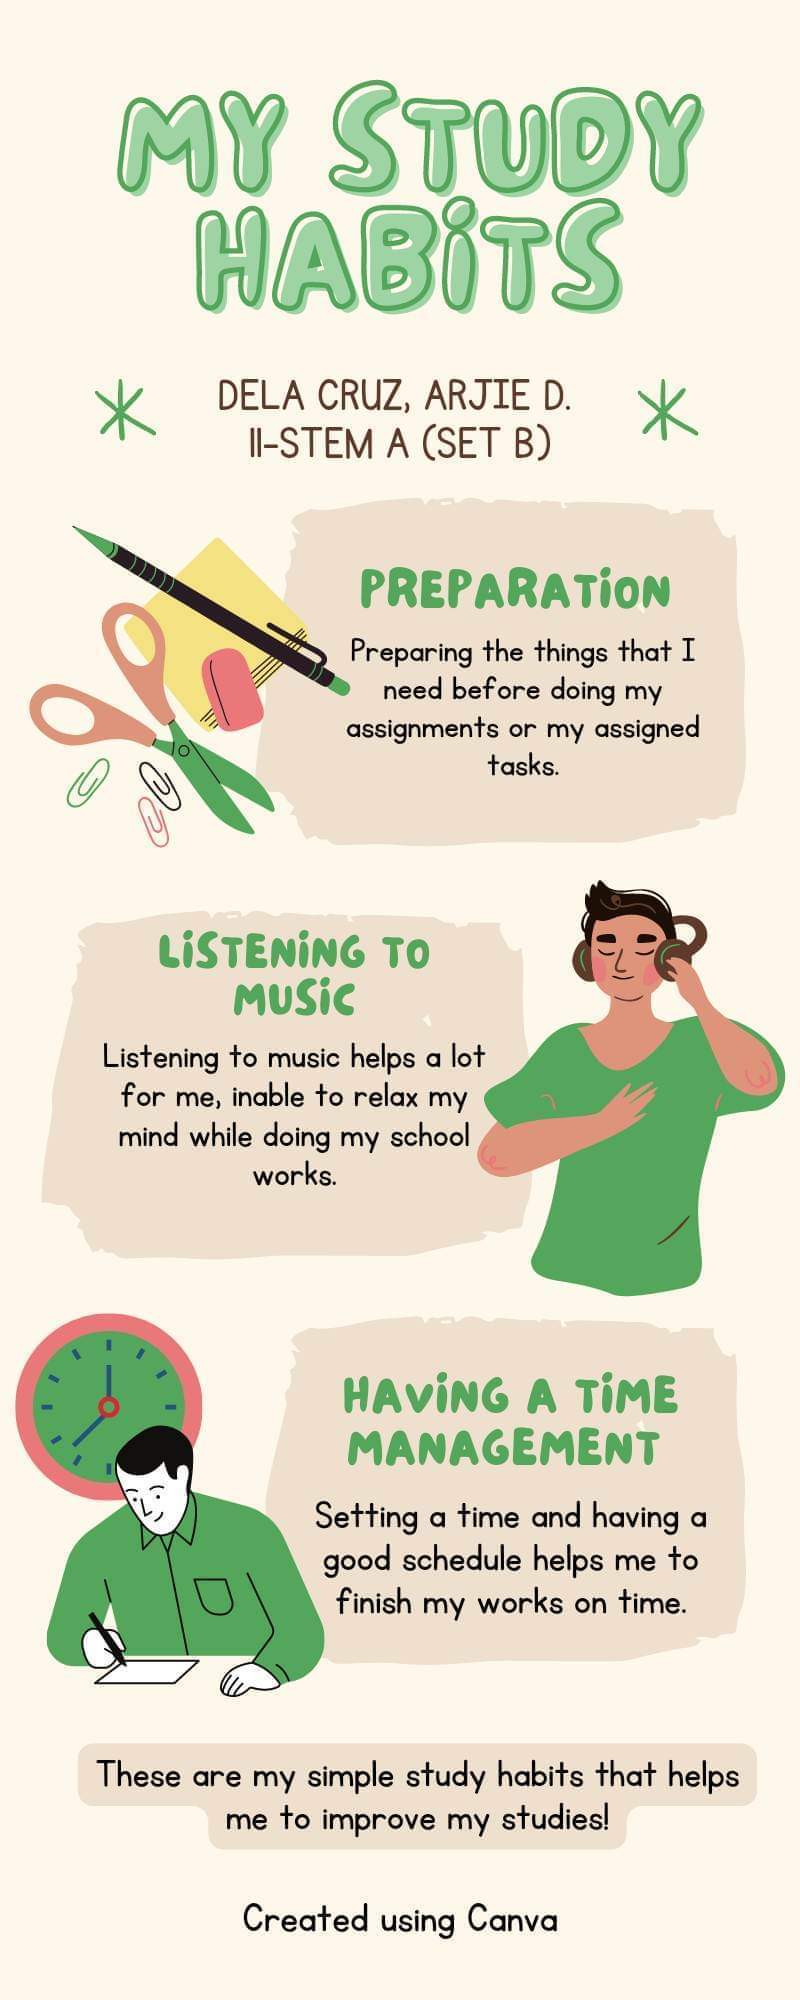 MY STUDY
HABiTS
DELA CRUZ, ARJIE D.
11-STEM A (SET B)
PREPARATiON
Preparing the things that I
need before doing my
assignments or my assigned
tasks.
LiSTENiNG TO
MUSiC
Listening to music helps a lot
for me, inable to relax my
mind while doing my school
works.
HAViNG A TiME
MANAGEMENT
Setting a time and having a
good schedule helps me to
finish my works on time.
These are my simple study habits that helps
me to improve my studies!
Created using Canva